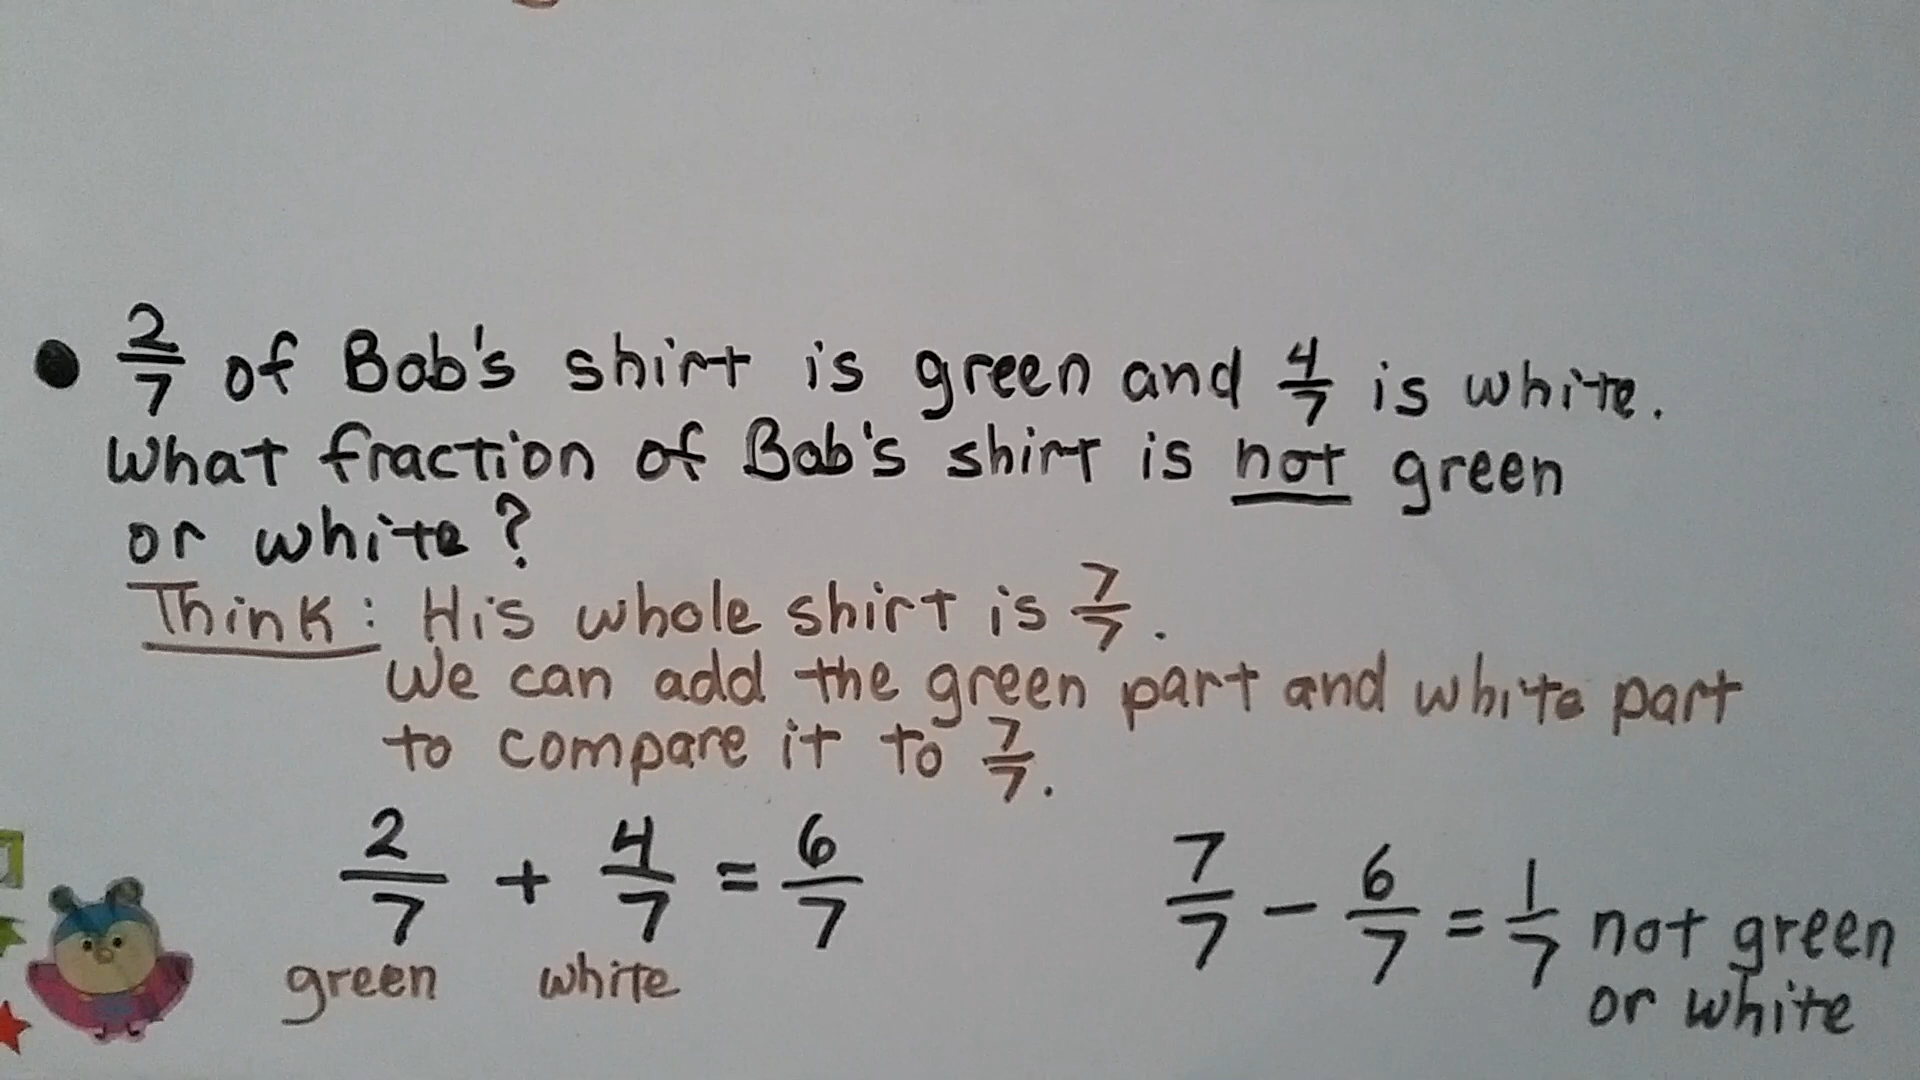 ● 2/7 of Bob's shirt is green and 4/7 is white.
What fraction of Bob's shirt is not green
or white?
Think: His whole shirt is 7/7.
We can add the green part and white part
to compare it to 7/7.
2/7 + 4/7 = 6/7
green white
7/7 - 6/7 = 1/7 not green
or white